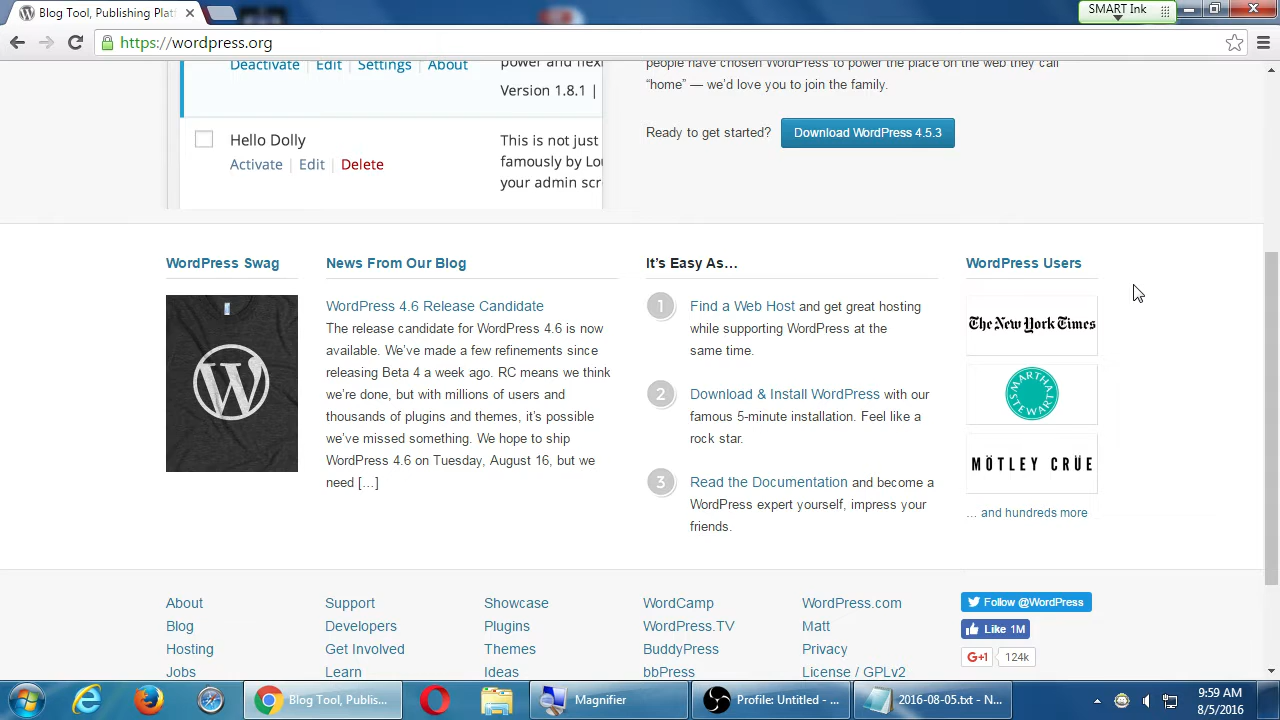 Blog Tool, Publishing Plat
SMART Ink
https://wordpress.org
Deactivate | Edit | Settings | About
power and flexi
Version 1.8.1 |
Hello Dolly
Activate | Edit | Delete
This is not just
famously by Lou
your admin scr
people have chosen WordPress to power the place on the web they call
“home” — we’d love you to join the family.
Ready to get started? Download WordPress 4.5.3
WordPress Swag
News From Our Blog
WordPress 4.6 Release Candidate
The release candidate for WordPress 4.6 is now
available. We’ve made a few refinements since
releasing Beta 4 a week ago. RC means we think
we’re done, but with millions of users and
thousands of plugins and themes, it’s possible
we’ve missed something. We hope to ship
WordPress 4.6 on Tuesday, August 16, but we
need […]
It’s Easy As…
1 Find a Web Host and get great hosting
while supporting WordPress at the
same time.
2 Download & Install WordPress with our
famous 5-minute installation. Feel like a
rock star.
3 Read the Documentation and become a
WordPress expert yourself, impress your
friends.
WordPress Users
The New York Times
MARTHA STEWART
MÖTLEY CRÜE
... and hundreds more
About
Blog
Hosting
Jobs
Support
Developers
Get Involved
Learn
Showcase
Plugins
Themes
Ideas
WordCamp
WordPress.TV
BuddyPress
bbPress
WordPress.com
Matt
Privacy
License / GPLv2
Follow @WordPress
Like 1M
G+1 124k
Blog Tool, Publis...
Magnifier
Profile: Untitled - ...
2016-08-05.txt - N...
9:59 AM
8/5/2016